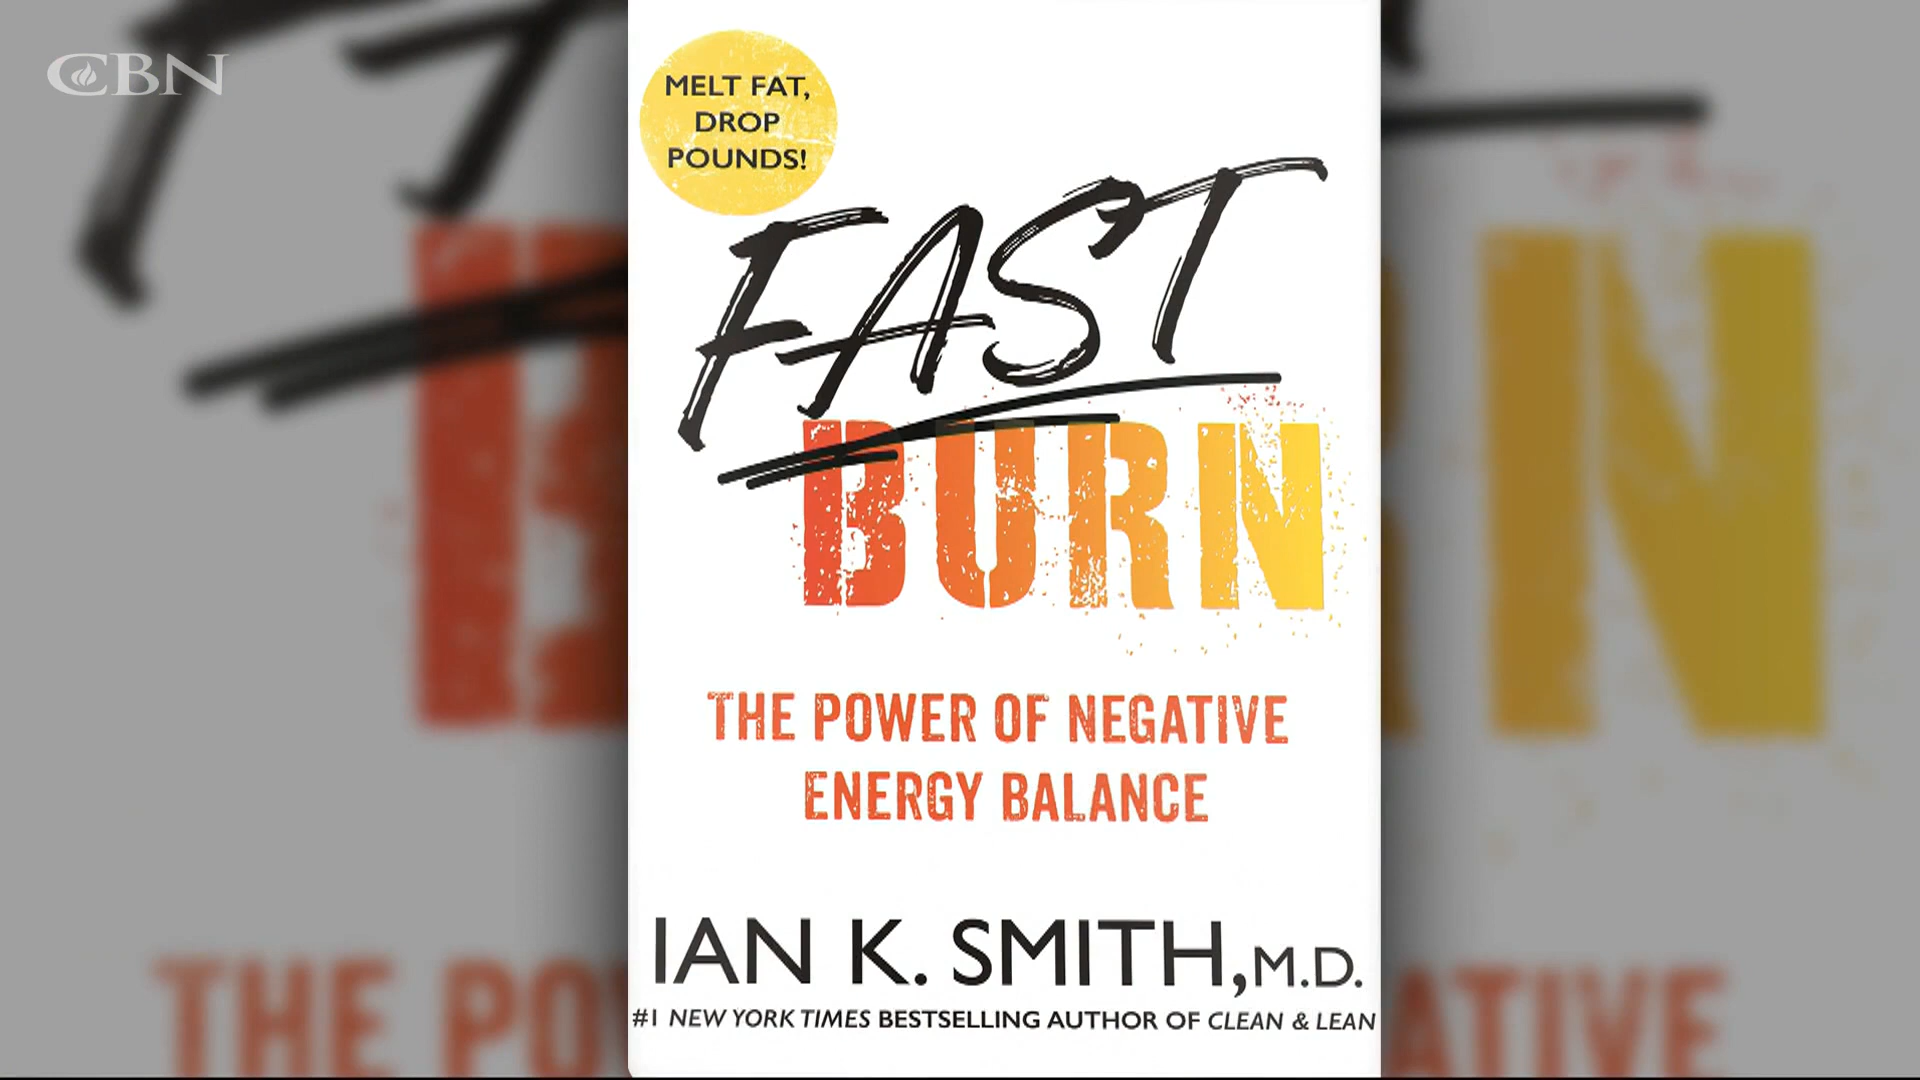 CBN
MELT FAT,
DROP
POUNDS!
FAST
BURN
THE POWER OF NEGATIVE
ENERGY BALANCE
IAN K. SMITH, M.D.
#1 NEW YORK TIMES BESTSELLING AUTHOR OF CLEAN & LEAN